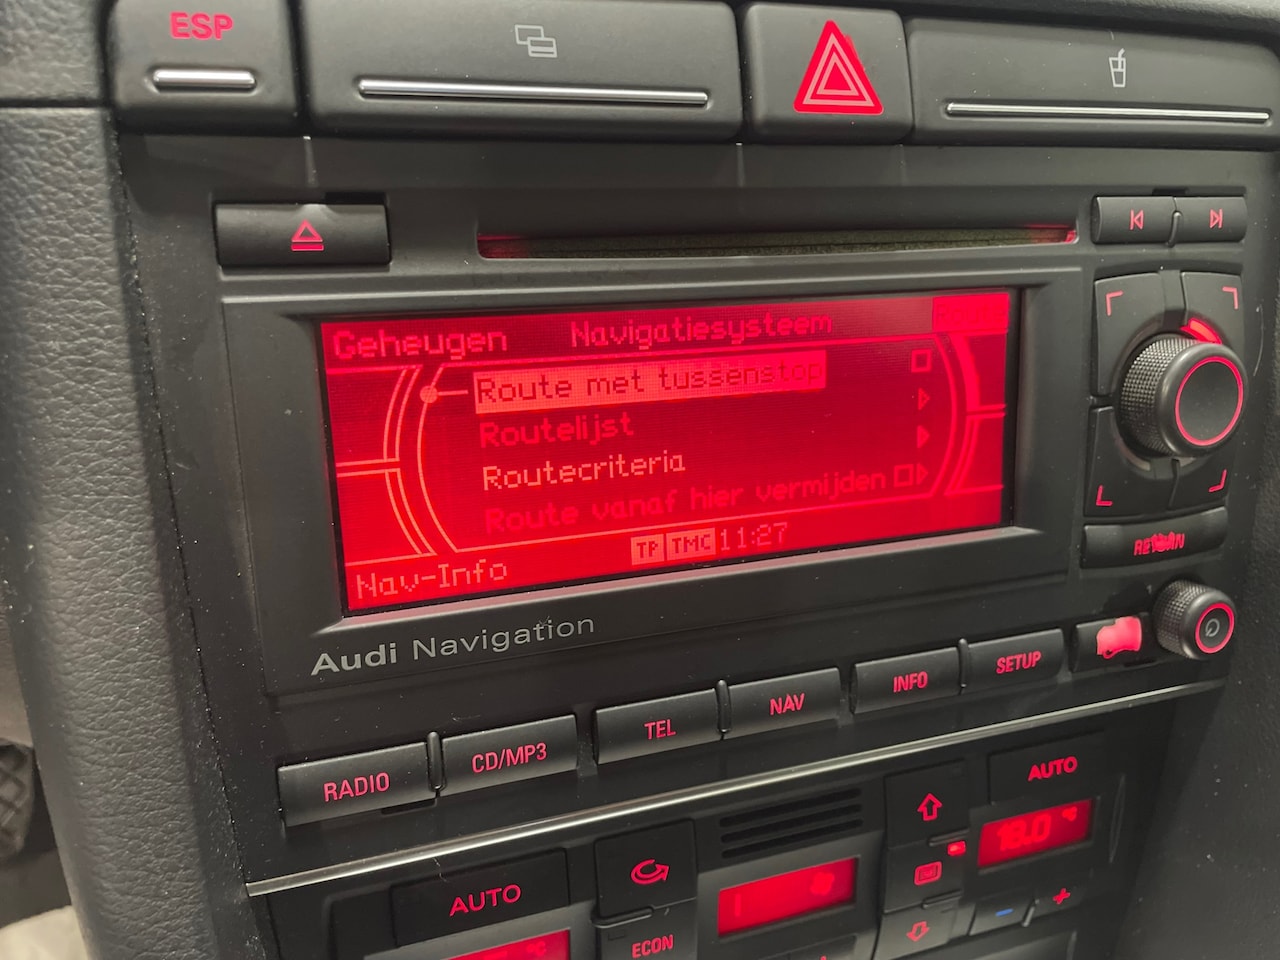 ESP
Geheugen Navigatiesysteem
Route met tussenstop
Routelijst
Routecriteria
Route vanaf hier vermijden
TP TMC 11:27
Nav-Info
Audi Navigation
RADIO CD/MP3 TEL NAV INFO SETUP
AUTO
18.0
AUTO
ECON